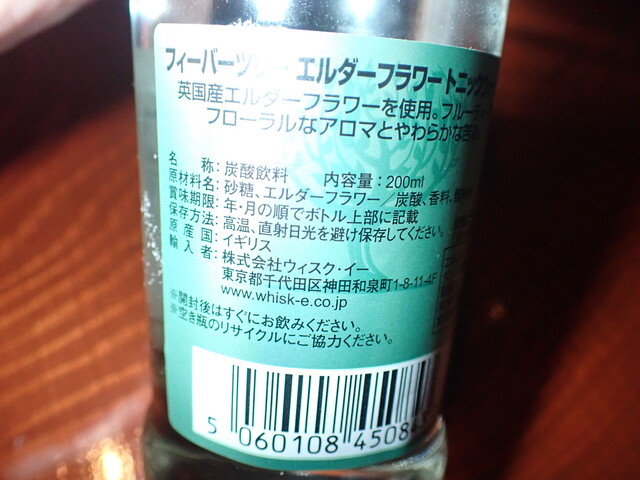 フィーバーツリー エルダーフラワートニック
英国産エルダーフラワーを使用。フルーティ
フローラルなアロマとやわらかな苦
名 称：炭酸飲料 内容量：200ml
原材料名：砂糖、エルダーフラワー／炭酸、香料、
賞味期限：年・月の順でボトル上部に記載
保存方法：高温、直射日光を避け保存してください。
原 産 国：イギリス
輸 入 者：株式会社ウィスク・イー
東京都千代田区神田和泉町1-8-11-4F
www.whisk-e.co.jp
※開封後はすぐにお飲みください。
※空き瓶のリサイクルにご協力ください。
5 060108 45084